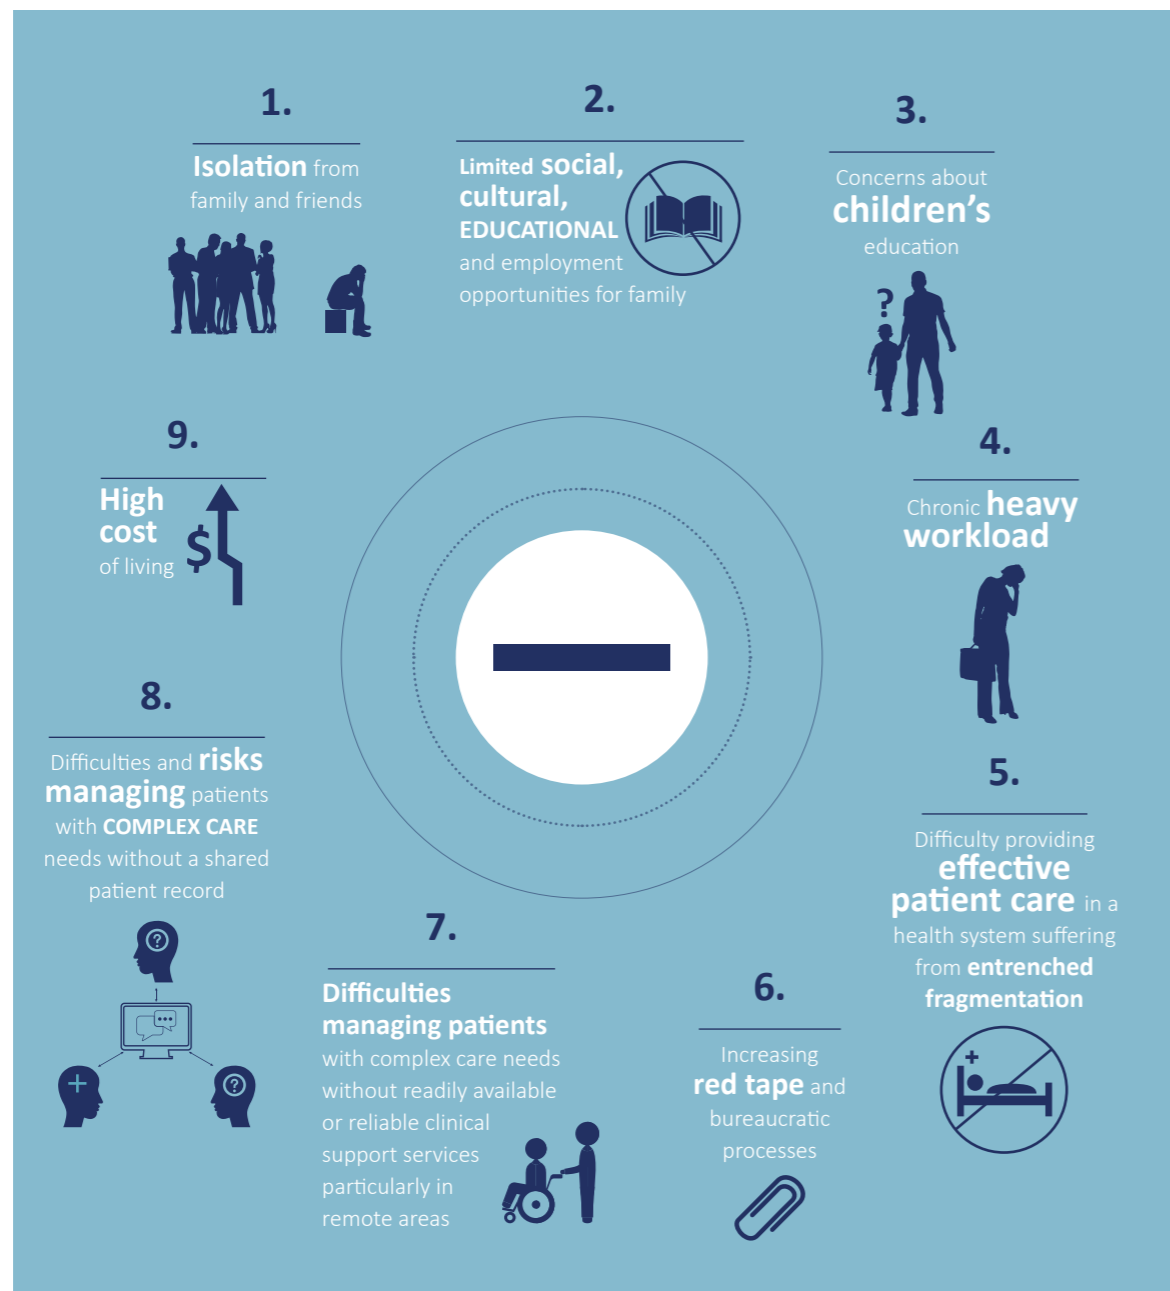 1.
Isolation from
family and friends
2.
Limited social,
cultural,
EDUCATIONAL
and employment
opportunities for family
3.
Concerns about
children's
education
?
4.
Chronic heavy
workload
5.
Difficulty providing
effective
patient care in a
health system suffering
from entrenched
fragmentation
6.
Increasing
red tape and
bureaucratic
processes
7.
Difficulties
managing patients
with complex care needs
without readily available
or reliable clinical
support services
particularly in
remote areas
8.
Difficulties and risks
managing patients
with COMPLEX CARE
needs without a shared
patient record
?
?
9.
High
cost
of living
$